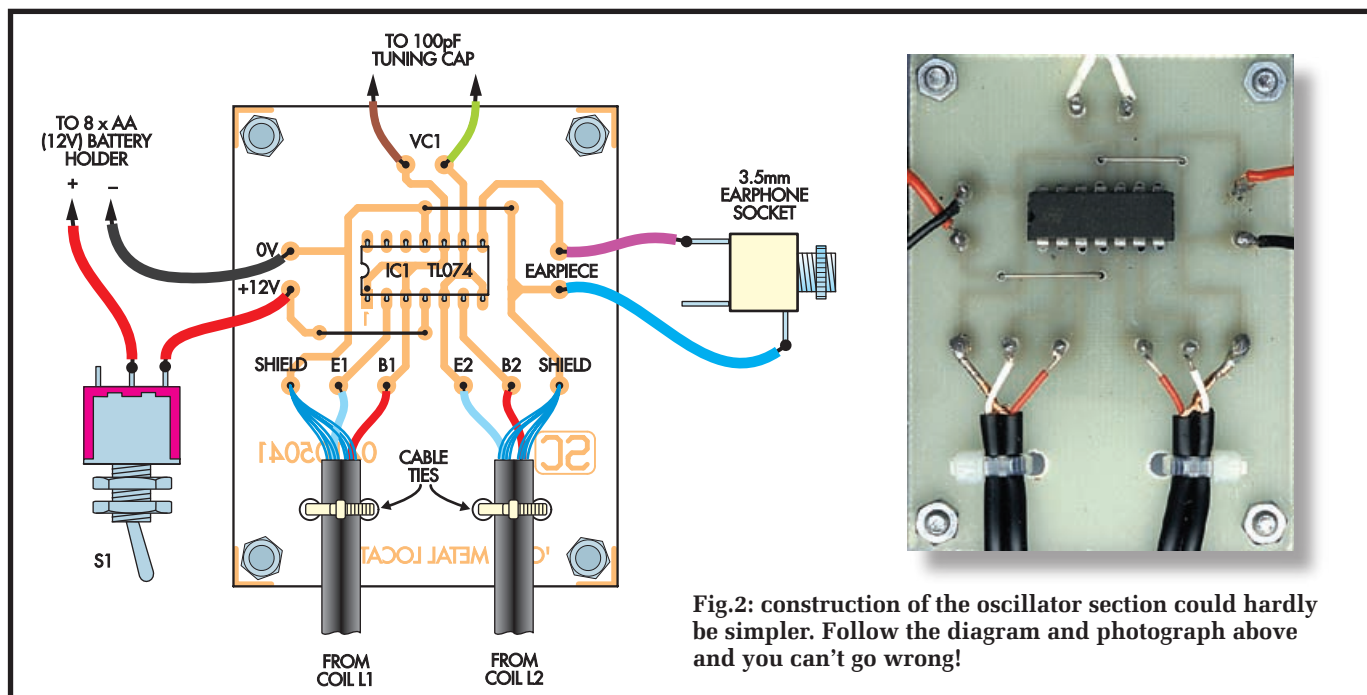 TO 100pF
TUNING CAP
TO 8 x AA
(12V) BATTERY
HOLDER
+ –
VC1
3.5mm
EARPHONE
SOCKET
0V
+12V
IC1 TL074
1
EARPIECE
SHIELD E1 B1 E2 B2 SHIELD
SC
CABLE
TIES
METAL
S1
FROM
COIL L1
FROM
COIL L2
Fig.2: construction of the oscillator section could hardly
be simpler. Follow the diagram and photograph above
and you can’t go wrong!